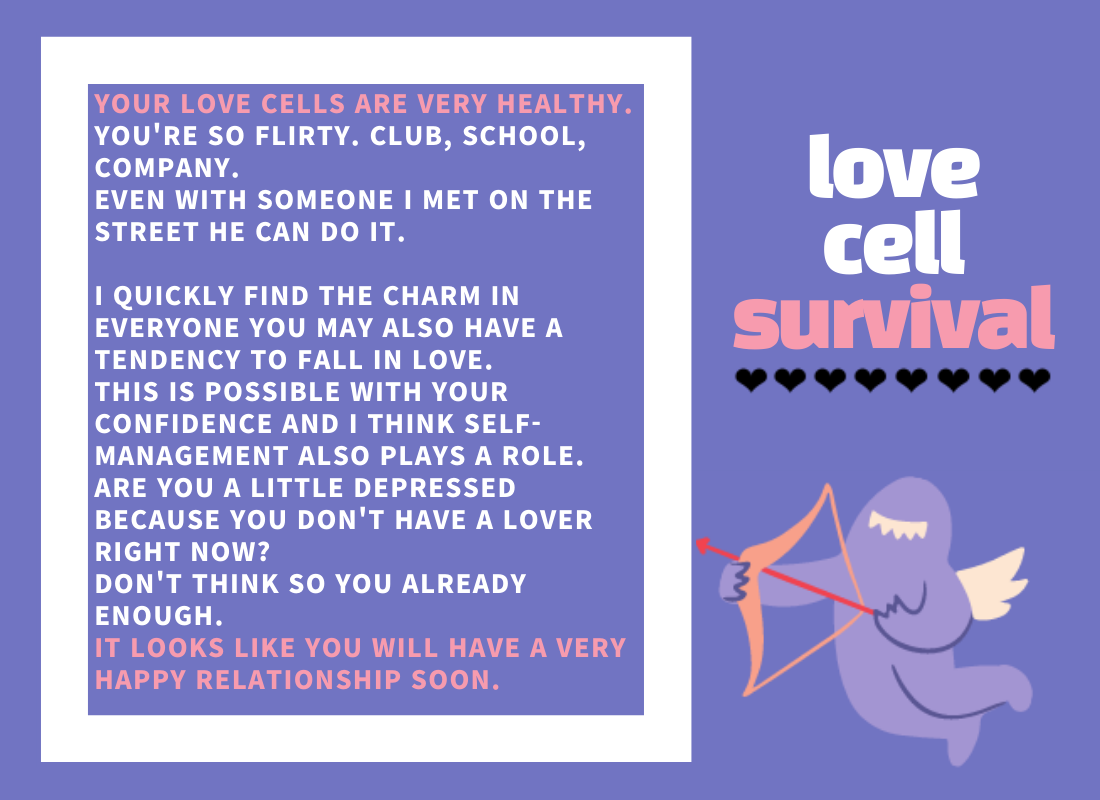 YOUR LOVE CELLS ARE VERY HEALTHY.
YOU'RE SO FLIRTY. CLUB, SCHOOL,
COMPANY.
EVEN WITH SOMEONE I MET ON THE
STREET HE CAN DO IT.
I QUICKLY FIND THE CHARM IN
EVERYONE YOU MAY ALSO HAVE A
TENDENCY TO FALL IN LOVE.
THIS IS POSSIBLE WITH YOUR
CONFIDENCE AND I THINK SELF-
MANAGEMENT ALSO PLAYS A ROLE.
ARE YOU A LITTLE DEPRESSED
BECAUSE YOU DON'T HAVE A LOVER
RIGHT NOW?
DON'T THINK SO YOU ALREADY
ENOUGH.
IT LOOKS LIKE YOU WILL HAVE A VERY
HAPPY RELATIONSHIP SOON.
love
cell
survival